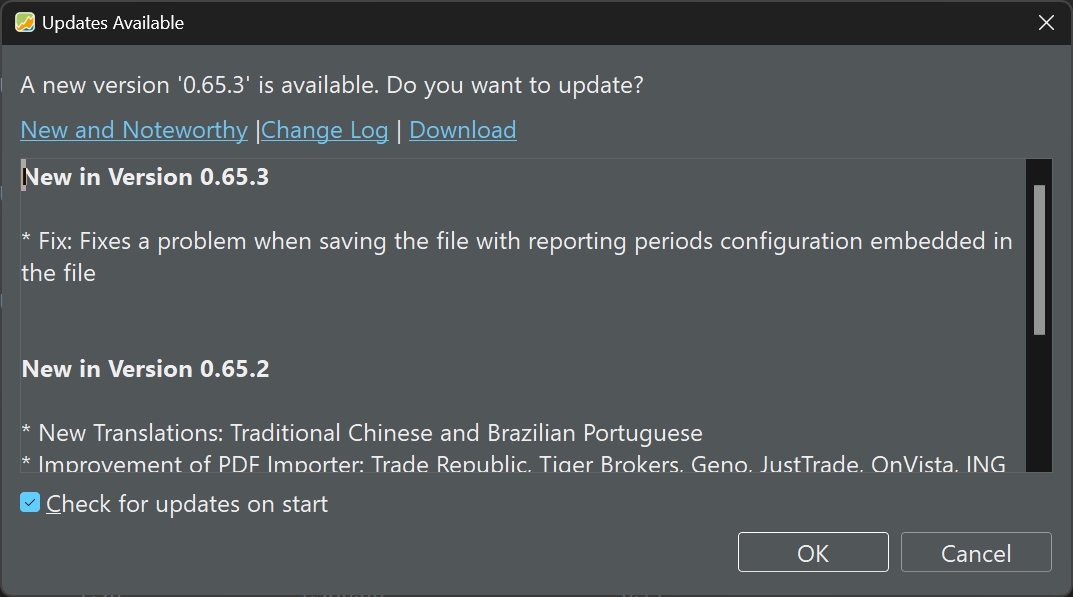 Updates Available
A new version '0.65.3' is available. Do you want to update?
New and Noteworthy |Change Log | Download
New in Version 0.65.3
* Fix: Fixes a problem when saving the file with reporting periods configuration embedded in
the file
New in Version 0.65.2
* New Translations: Traditional Chinese and Brazilian Portuguese
* Improvement of PDF Importer: Trade Republic, Tiger Brokers, Geno, JustTrade, OnVista, ING
Check for updates on start
OK Cancel